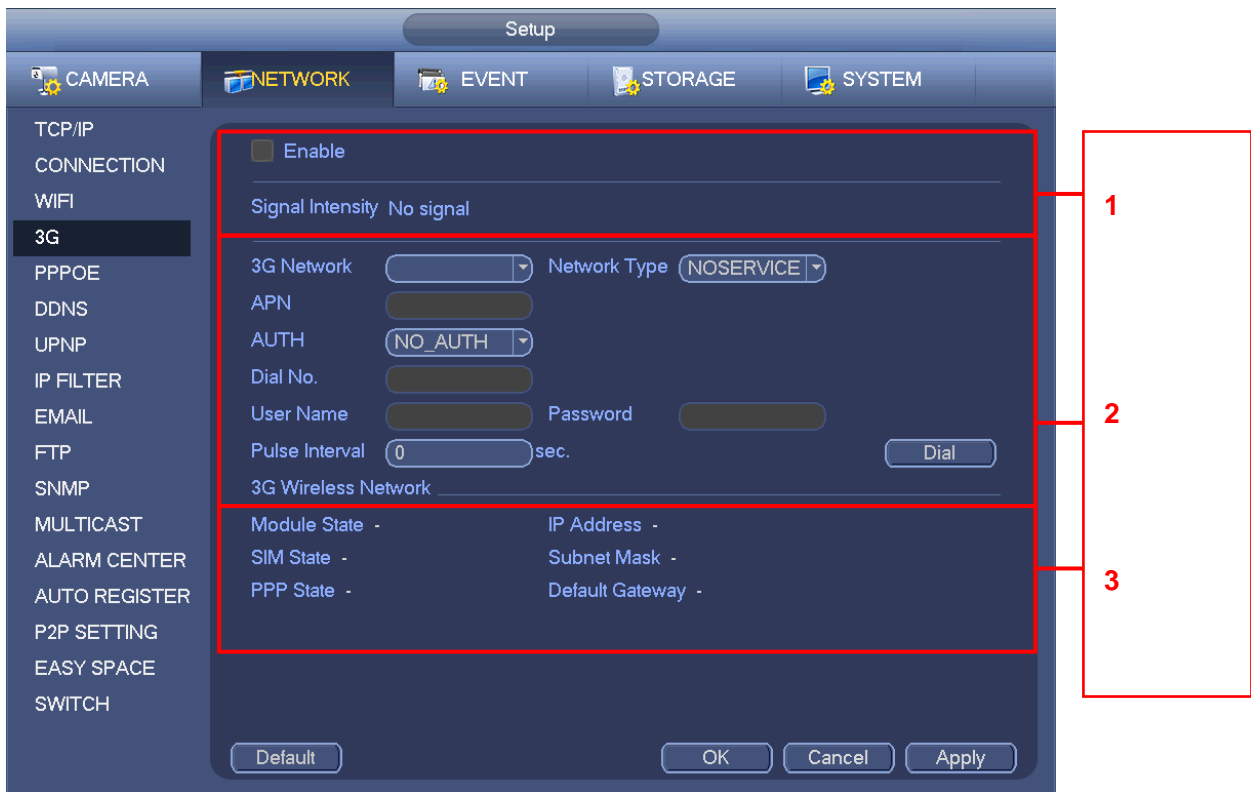 Setup
CAMERA NETWORK EVENT STORAGE SYSTEM
TCP/IP
CONNECTION
WIFI
3G
PPPOE
DDNS
UPNP
IP FILTER
EMAIL
FTP
SNMP
MULTICAST
ALARM CENTER
AUTO REGISTER
P2P SETTING
EASY SPACE
SWITCH
Enable
Signal Intensity No signal
3G Network Network Type NOSERVICE
APN
AUTH NO_AUTH
Dial No.
User Name Password
Pulse Interval 0 sec. Dial
3G Wireless Network
Module State - IP Address -
SIM State - Subnet Mask -
PPP State - Default Gateway -
Default OK Cancel Apply
1
2
3